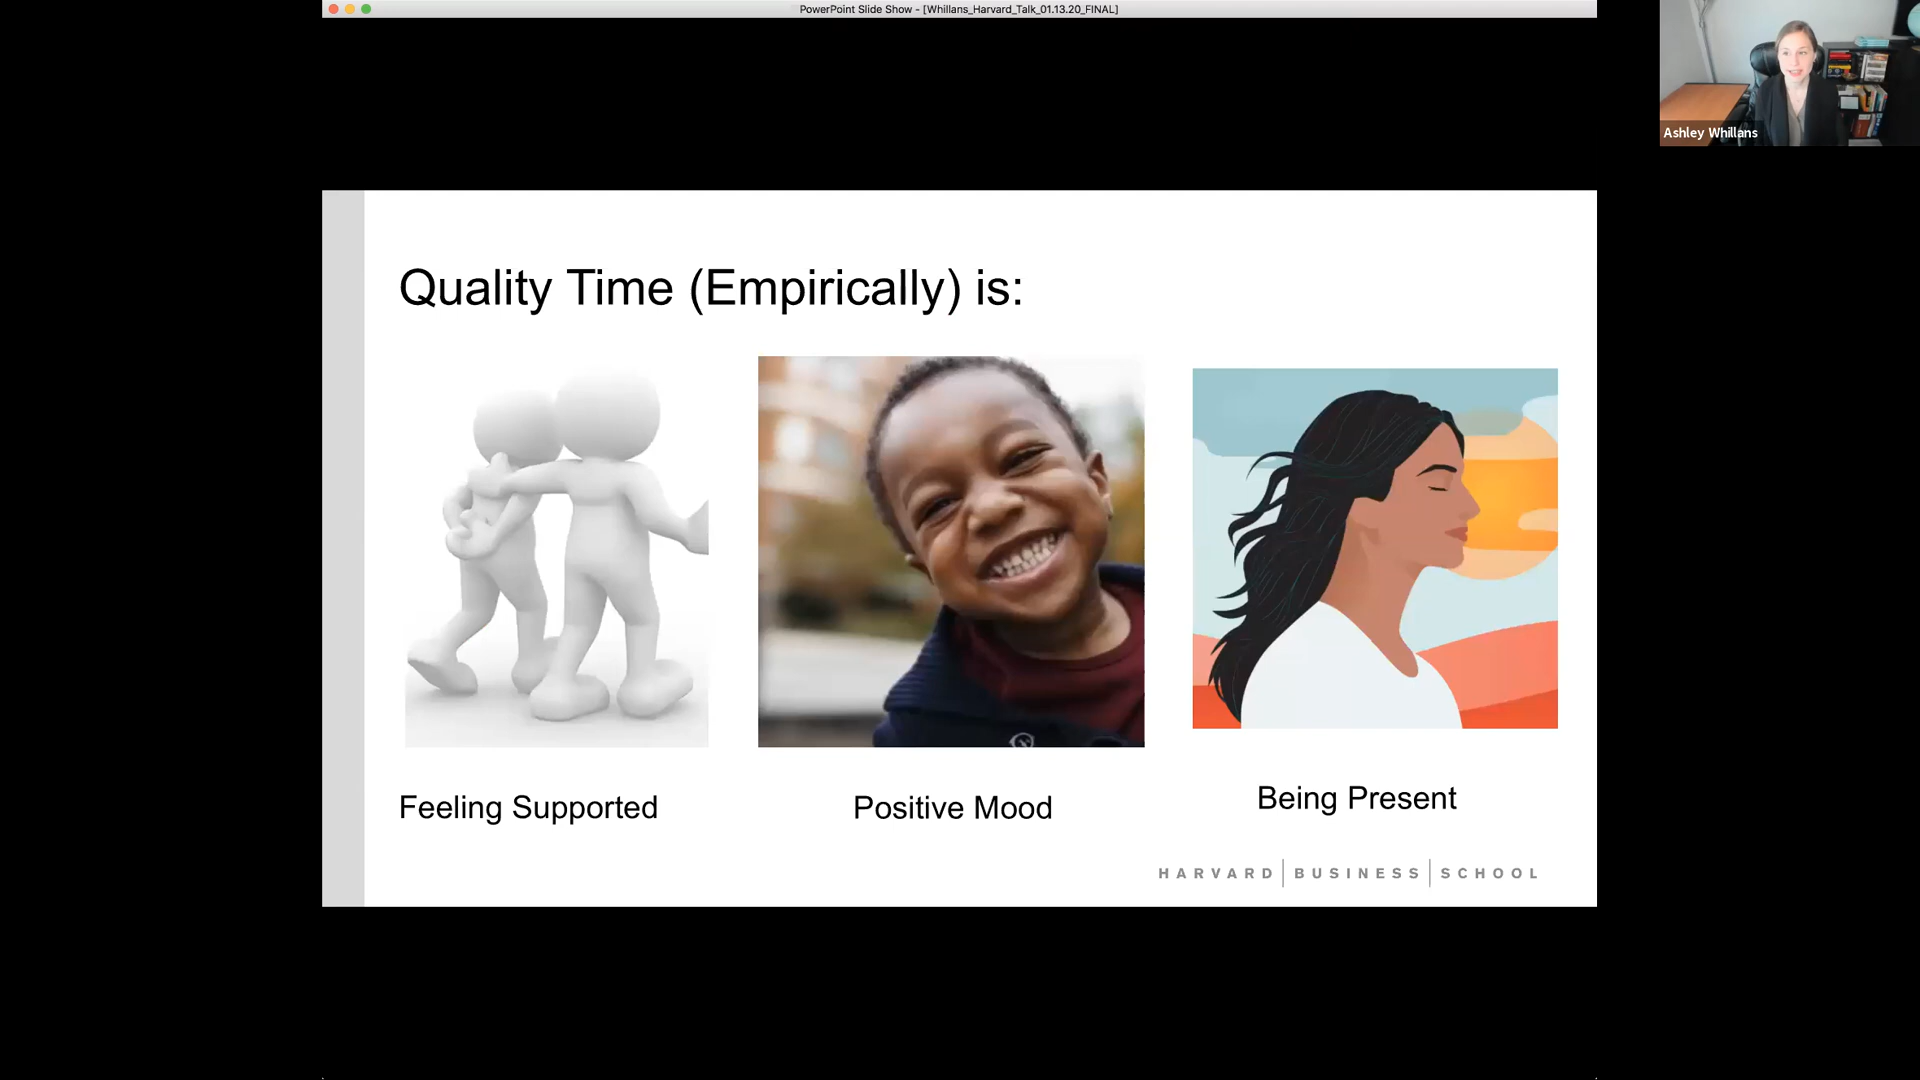 PowerPoint Slide Show - [Whillans_Harvard_Talk_01.13.20_FINAL]
Ashley Whillans
Quality Time (Empirically) is:
Feeling Supported
Positive Mood
Being Present
HARVARD | BUSINESS | SCHOOL